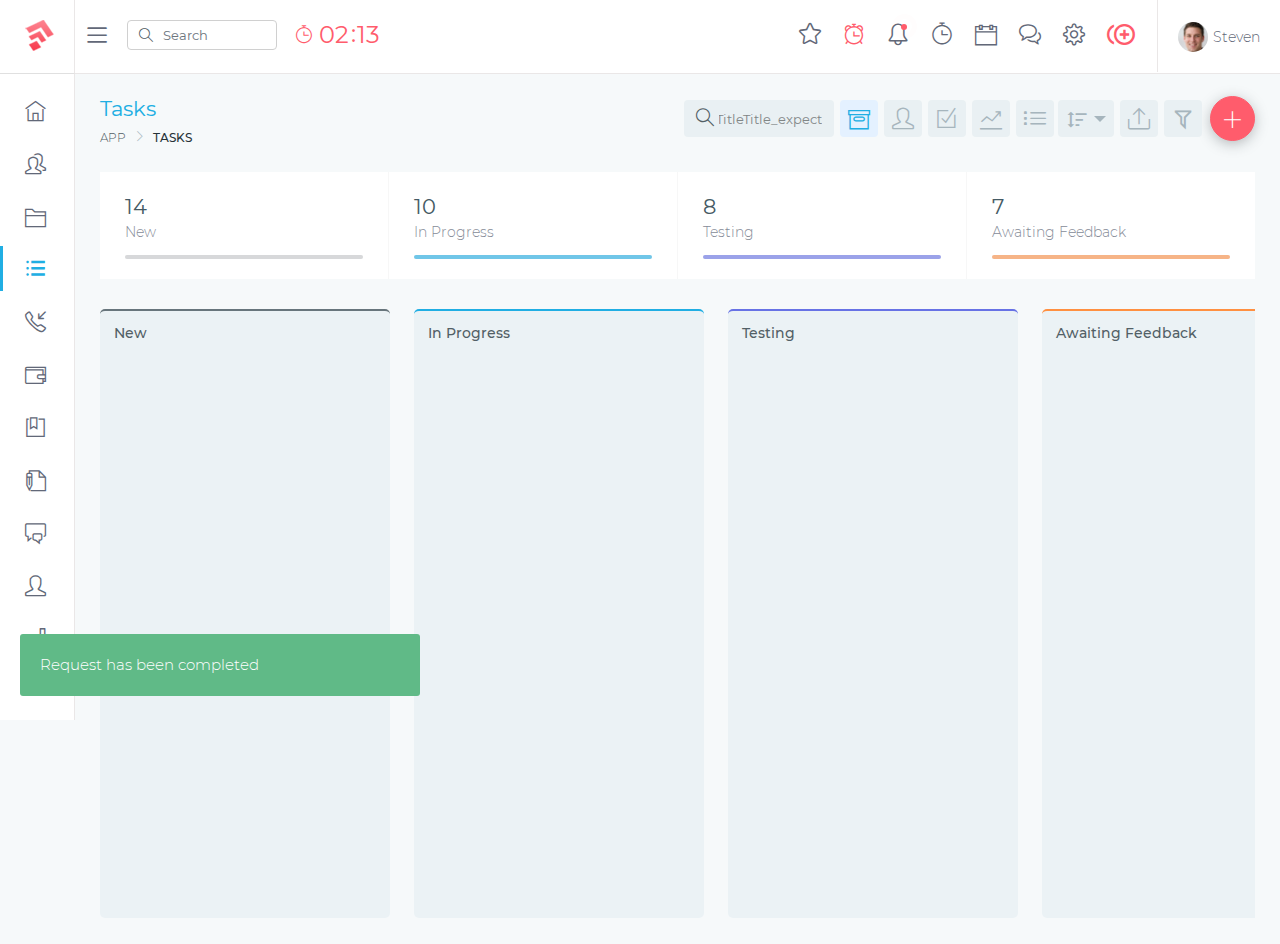 Search
02:13
Steven
Tasks
APP
TASKS
TitleTitle_expect
14
New
10
In Progress
8
Testing
7
Awaiting Feedback
New
In Progress
Testing
Awaiting Feedback
Request has been completed